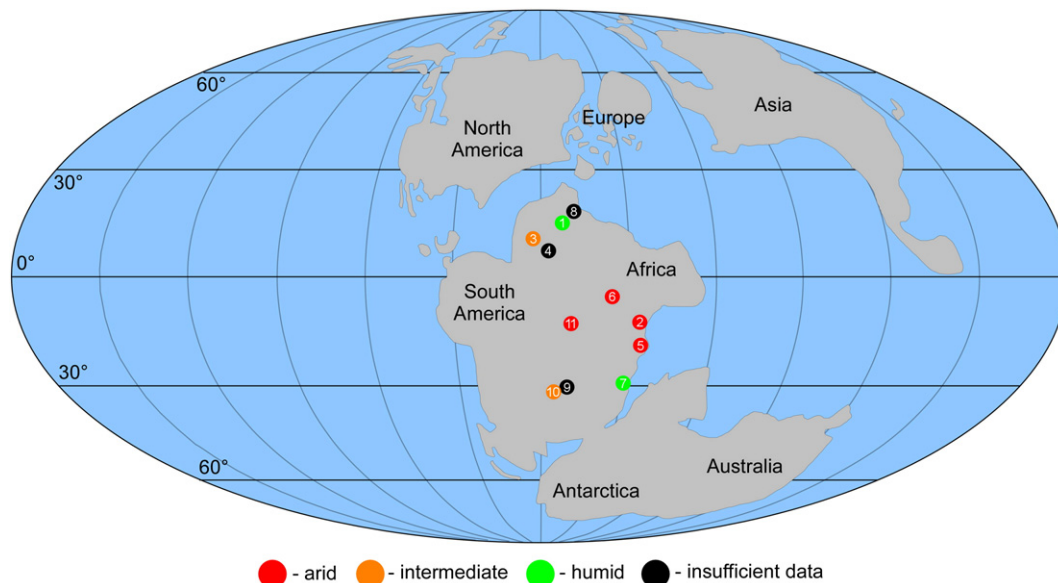 60°
North
America
Europe
Asia
30°
8
1
3
4
0°
Africa
South
America
6
11
2
5
30°
7
10
9
60°
Australia
Antarctica
- arid
- intermediate
- humid
- insufficient data